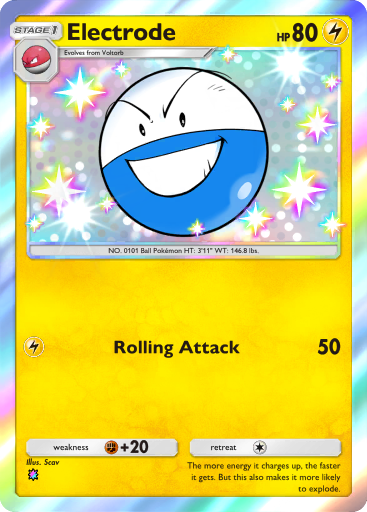 STAGE 1
Electrode
HP 80
Evolves from Voltorb
NO. 0101 Ball Pokémon HT: 3'11" WT: 146.8 lbs.
Rolling Attack 50
weakness +20 retreat
Illus. Scav
The more energy it charges up, the faster
it gets. But this also makes it more likely
to explode.